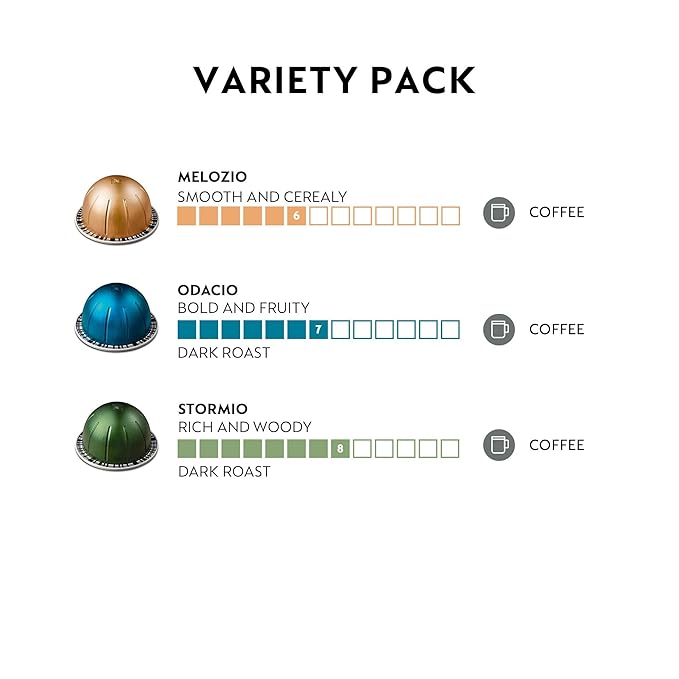 VARIETY PACK
MELOZIO
SMOOTH AND CEREALY
6
COFFEE
ODACIO
BOLD AND FRUITY
7
COFFEE
DARK ROAST
STORMIO
RICH AND WOODY
8
COFFEE
DARK ROAST